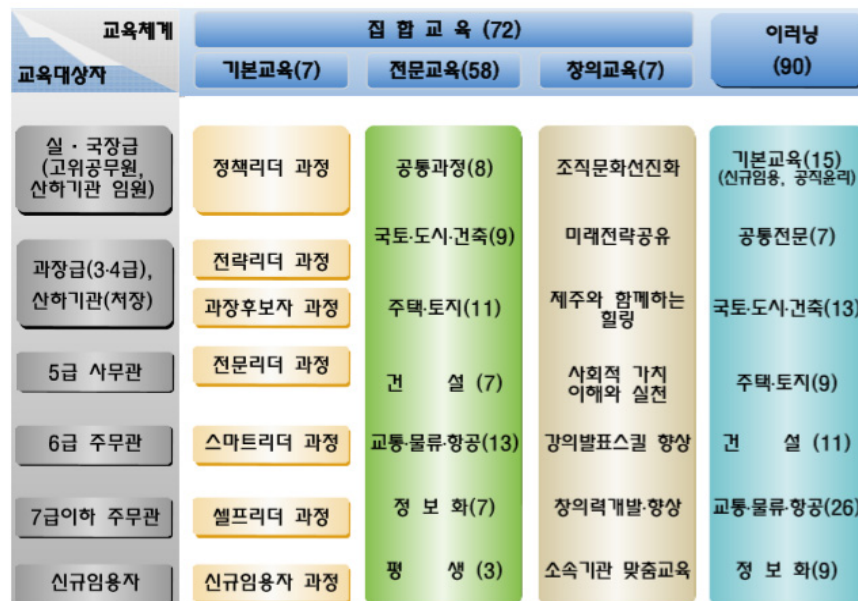 교육체계
교육대상자
집 합 교 육 (72)
이러닝
(90)
기본교육(7)
전문교육(58)
창의교육(7)
실 · 국장급
(고위공무원,
산하기관 임원)
과장급(3·4급),
산하기관(처장)
5급 사무관
6급 주무관
7급이하 주무관
신규임용자
정책리더 과정
전략리더 과정
과장후보자 과정
전문리더 과정
스마트리더 과정
셀프리더 과정
신규임용자 과정
공통과정(8)
국토·도시·건축(9)
주택·토지(11)
건 설 (7)
교통·물류·항공(13)
정 보 화(7)
평 생 (3)
조직문화선진화
미래전략공유
제주와 함께하는
힐링
사회적 가치
이해와 실천
강의발표스킬 향상
창의력개발·향상
소속기관 맞춤교육
기본교육(15)
(신규임용, 공직윤리)
공통전문(7)
국토·도시·건축(13)
주택·토지(9)
건 설 (11)
교통·물류·항공(26)
정 보 화(9)